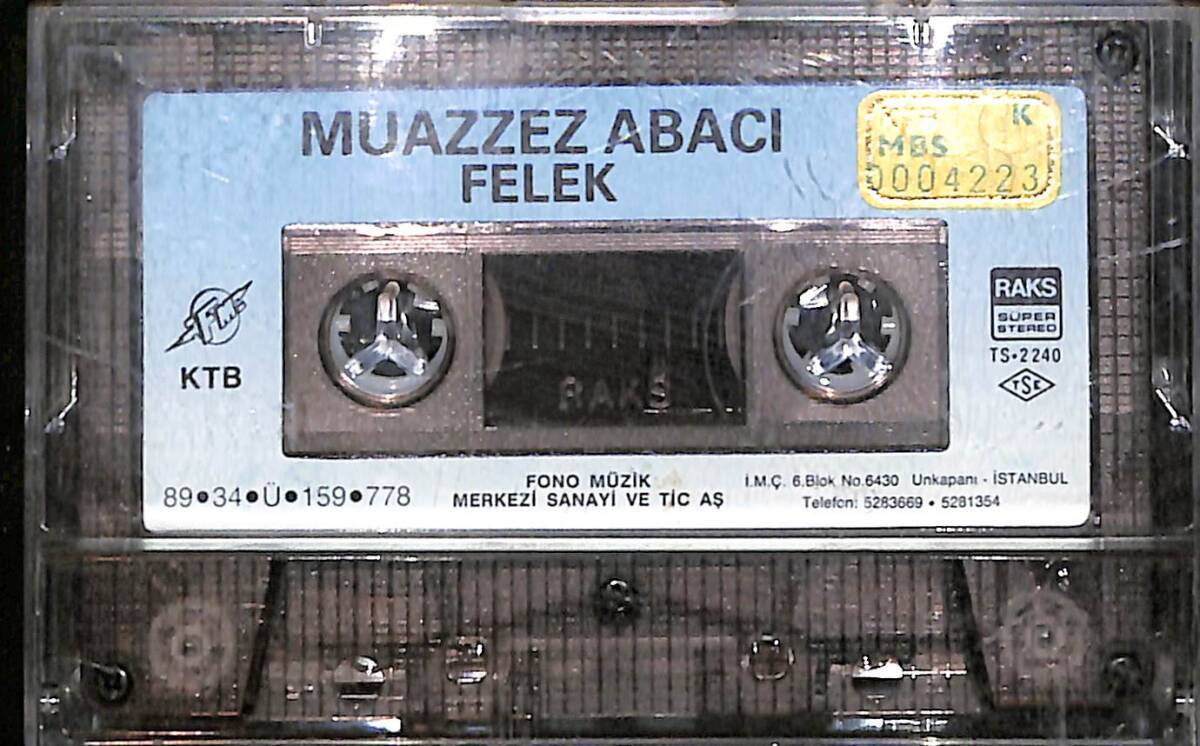 MUAZZEZ ABACI
FELEK
K
MBS
0004223
FMM
KTB
RAKS
SÜPER
STEREO
TS•2240
TSE
RAKS
89•34•Ü•159•778
FONO MÜZİK
MERKEZİ SANAYİ VE TİC AŞ
İ.M.Ç. 6.Blok No.6430 Unkapanı - İSTANBUL
Telefon: 5283669 • 5281354